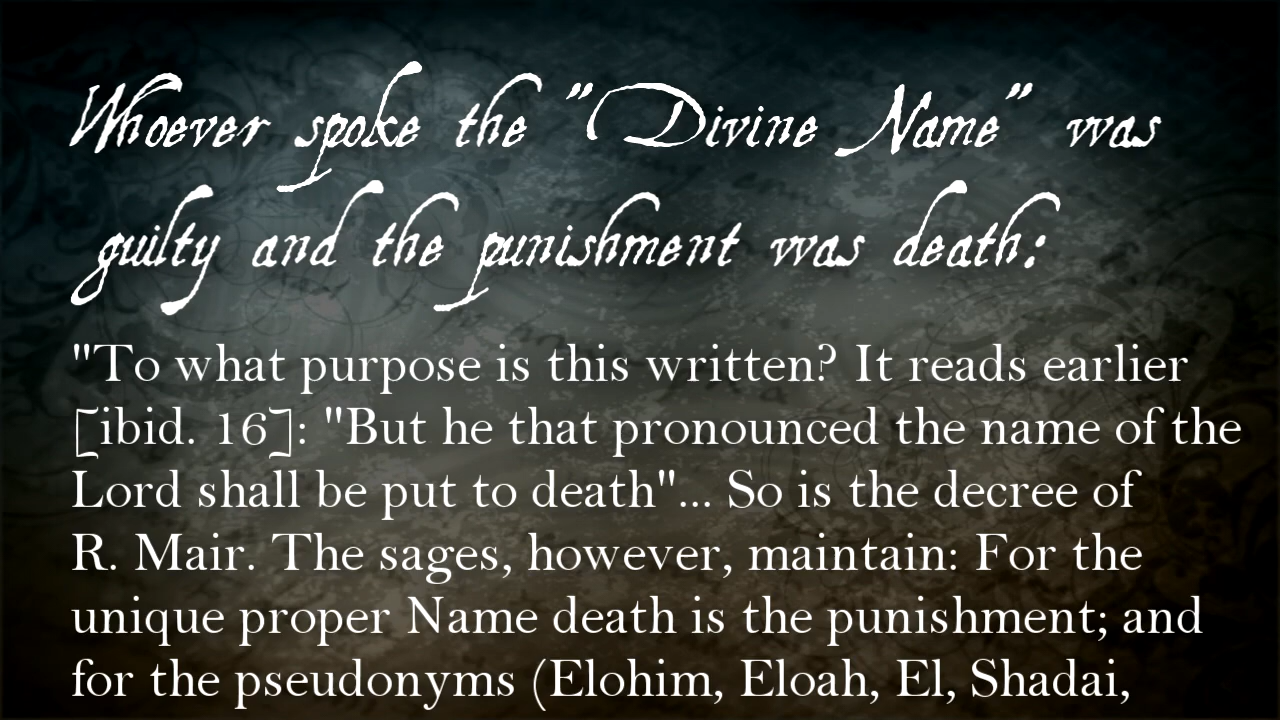 Whoever spoke the "Divine Name" was
guilty and the punishment was death:
"To what purpose is this written? It reads earlier
[ibid. 16]: "But he that pronounced the name of the
Lord shall be put to death"... So is the decree of
R. Mair. The sages, however, maintain: For the
unique proper Name death is the punishment; and
for the pseudonyms (Elohim, Eloah, El, Shadai,